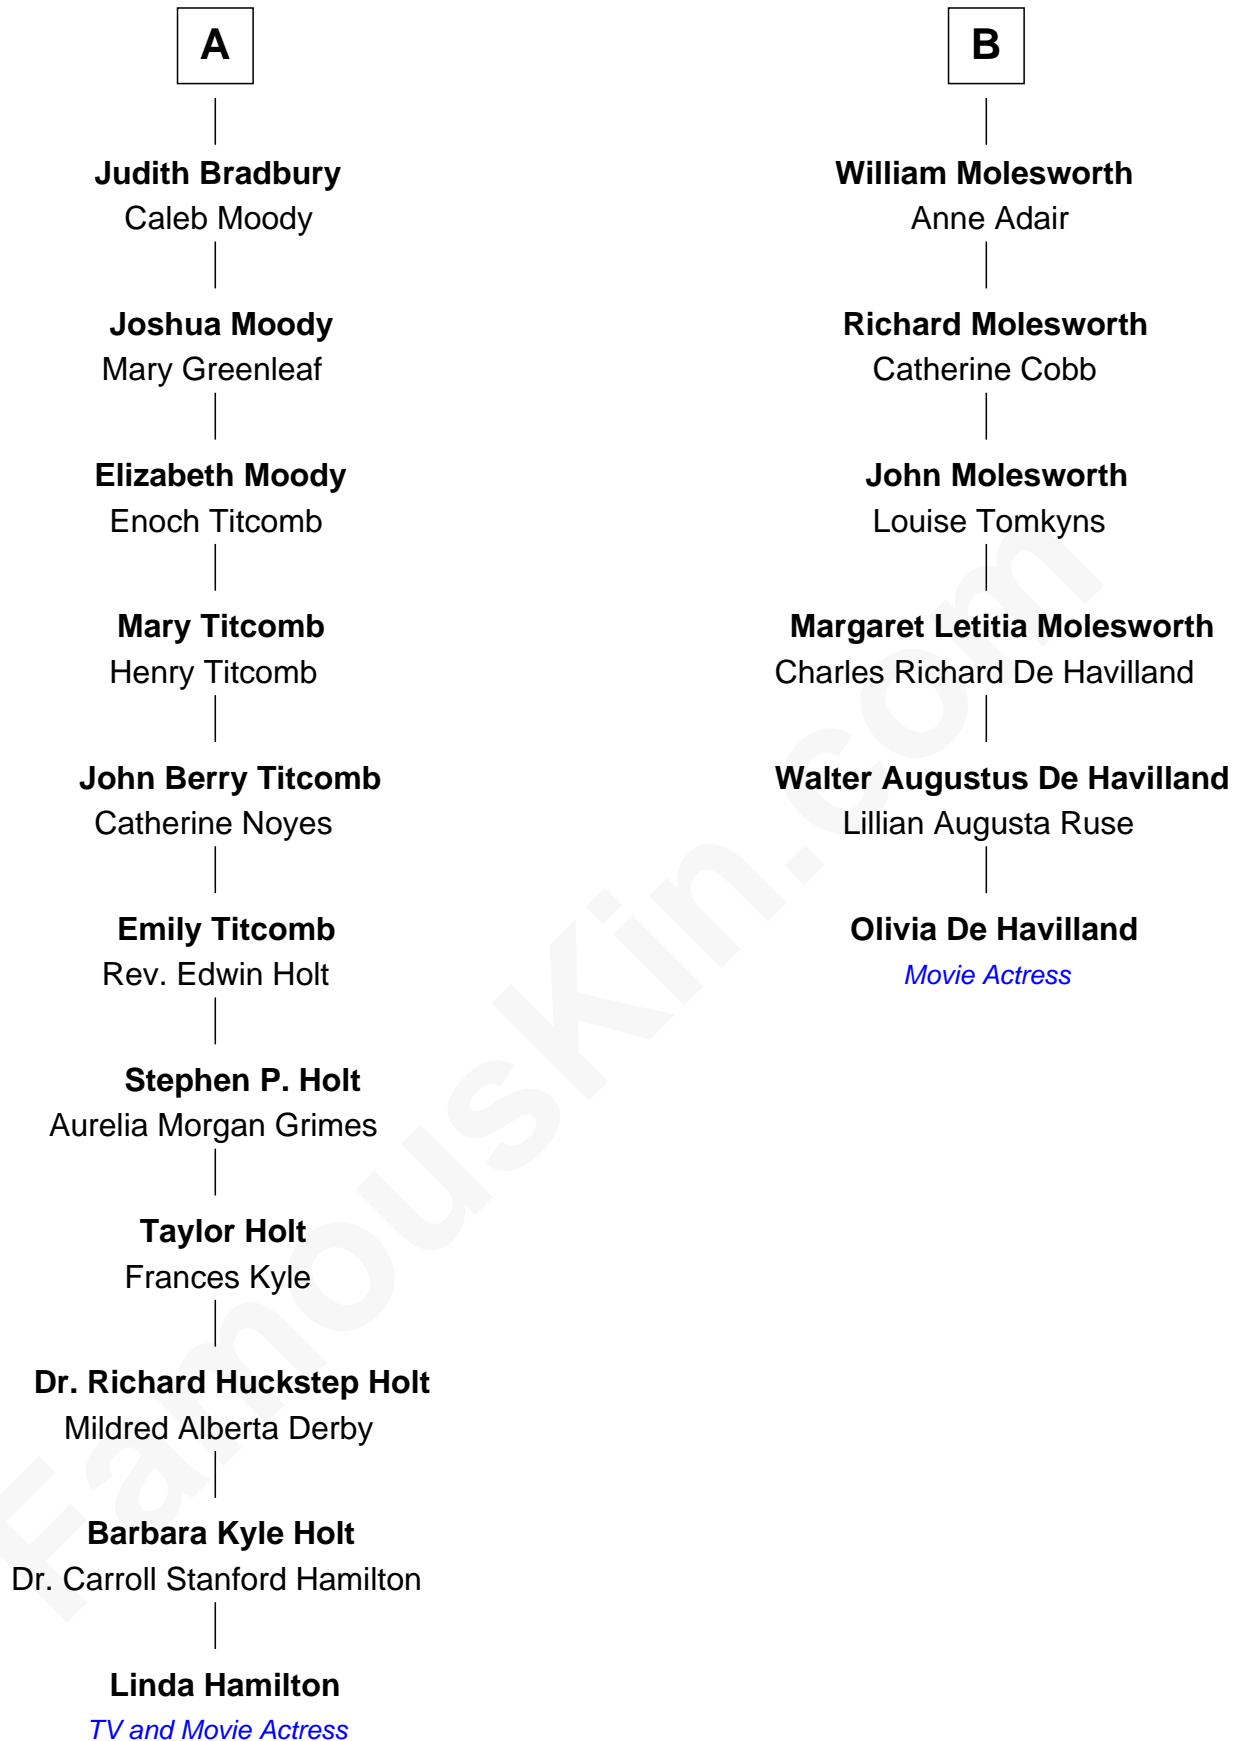 A
Judith Bradbury
Caleb Moody
Joshua Moody
Mary Greenleaf
Elizabeth Moody
Enoch Titcomb
Mary Titcomb
Henry Titcomb
John Berry Titcomb
Catherine Noyes
Emily Titcomb
Rev. Edwin Holt
Stephen P. Holt
Aurelia Morgan Grimes
Taylor Holt
Frances Kyle
Dr. Richard Huckstep Holt
Mildred Alberta Derby
Barbara Kyle Holt
Dr. Carroll Stanford Hamilton
Linda Hamilton
TV and Movie Actress
B
William Molesworth
Anne Adair
Richard Molesworth
Catherine Cobb
John Molesworth
Louise Tomkyns
Margaret Letitia Molesworth
Charles Richard De Havilland
Walter Augustus De Havilland
Lillian Augusta Ruse
Olivia De Havilland
Movie Actress
FamousKin.com